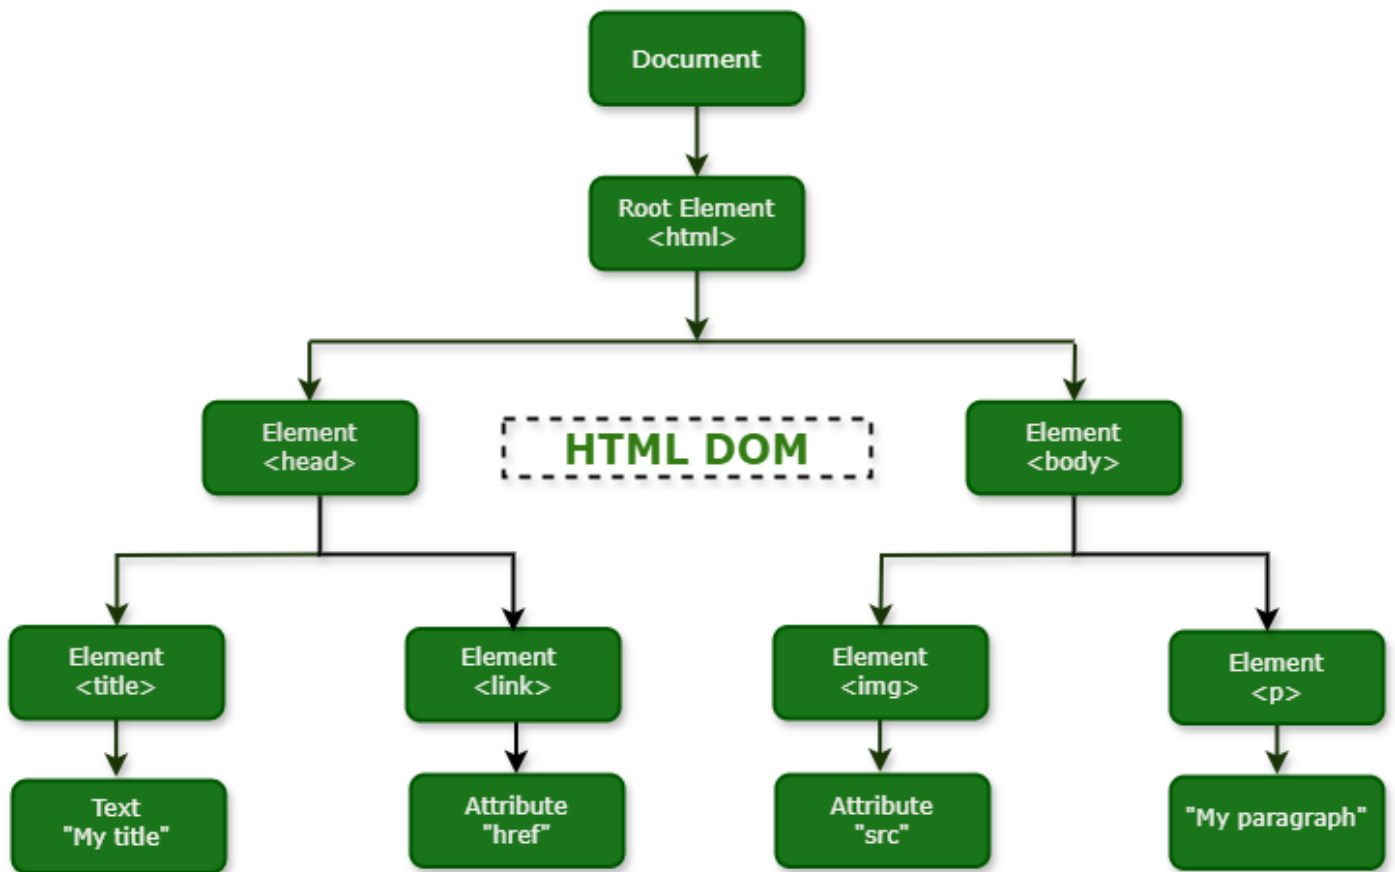 Document
Root Element
<html>
Element
<head>
HTML DOM
Element
<body>
Element
<title>
Element
<link>
Element
<img>
Element
<p>
Text
"My title"
Attribute
"href"
Attribute
"src"
"My paragraph"